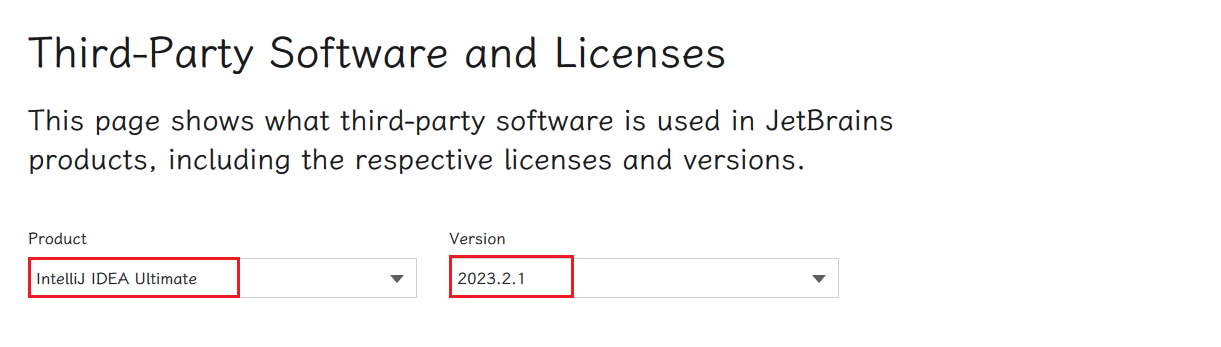 Third-Party Software and Licenses
This page shows what third-party software is used in JetBrains
products, including the respective licenses and versions.
Product
Version
IntelliJ IDEA Ultimate
2023.2.1